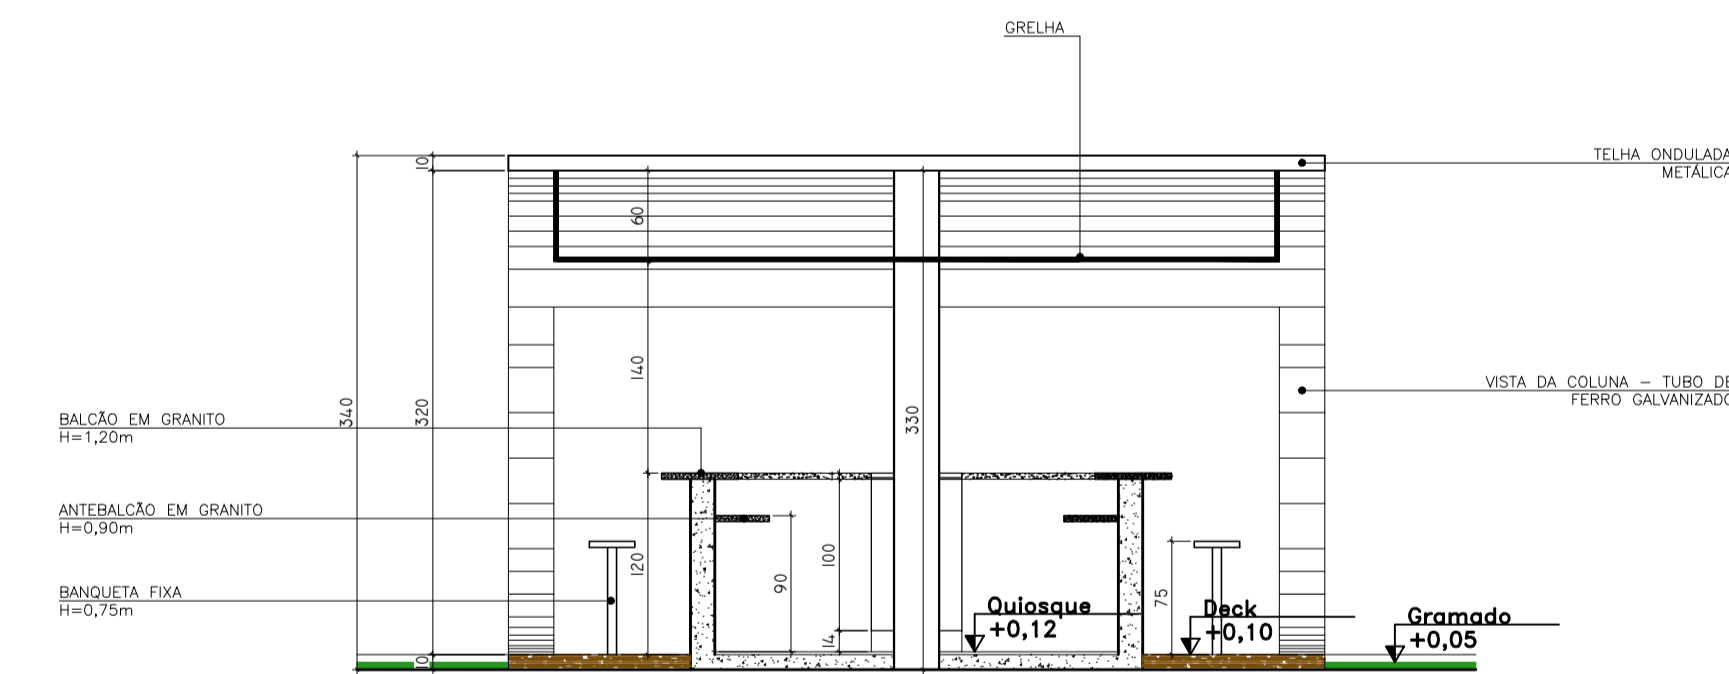 GRELHA
TELHA ONDULADA
METÁLICA
10
60
340
320
140
330
VISTA DA COLUNA – TUBO DE
FERRO GALVANIZADO
BALCÃO EM GRANITO
H=1,20m
ANTEBALCÃO EM GRANITO
H=0,90m
120
100
90
75
BANQUETA FIXA
H=0,75m
Quiosque
+0,12
Deck
+0,10
Gramado
+0,05
14
10